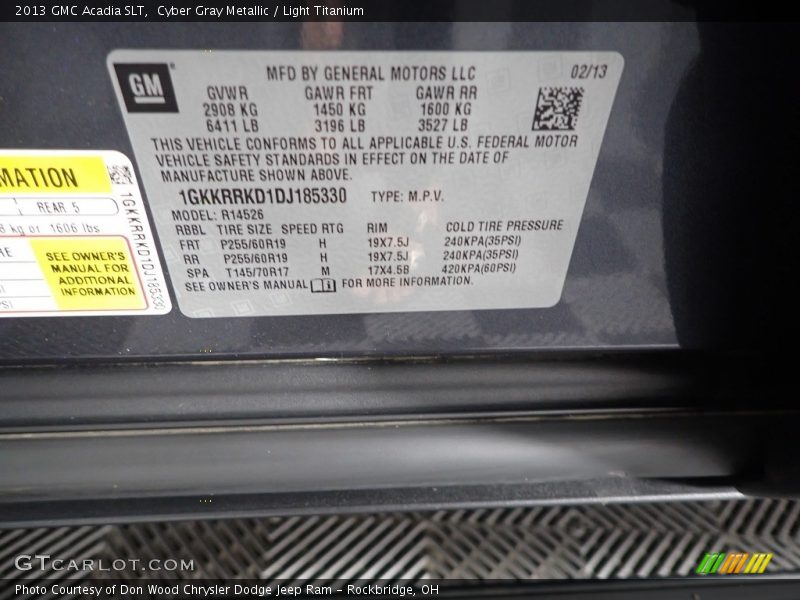 2013 GMC Acadia SLT, Cyber Gray Metallic / Light Titanium
GM
MFD BY GENERAL MOTORS LLC 02/13
GVWR GAWR FRT GAWR RR
2908 KG 1450 KG 1600 KG
6411 LB 3196 LB 3527 LB
THIS VEHICLE CONFORMS TO ALL APPLICABLE U.S. FEDERAL MOTOR
VEHICLE SAFETY STANDARDS IN EFFECT ON THE DATE OF
MANUFACTURE SHOWN ABOVE.
1GKKRRKD1DJ185330 TYPE: M.P.V.
MODEL: R14526
RBBL TIRE SIZE SPEED RTG RIM COLD TIRE PRESSURE
FRT P255/60R19 H 19X7.5J 240KPA(35PSI)
RR P255/60R19 H 19X7.5J 240KPA(35PSI)
SPA T145/70R17 M 17X4.5B 420KPA(60PSI)
SEE OWNER'S MANUAL FOR MORE INFORMATION.
MATION
REAR 5
kg or 1606 lbs
SEE OWNER'S
MANUAL FOR
ADDITIONAL
INFORMATION
1GKKRRKD1DJ185330
GTCARLOT.COM
Photo Courtesy of Don Wood Chrysler Dodge Jeep Ram – Rockbridge, OH